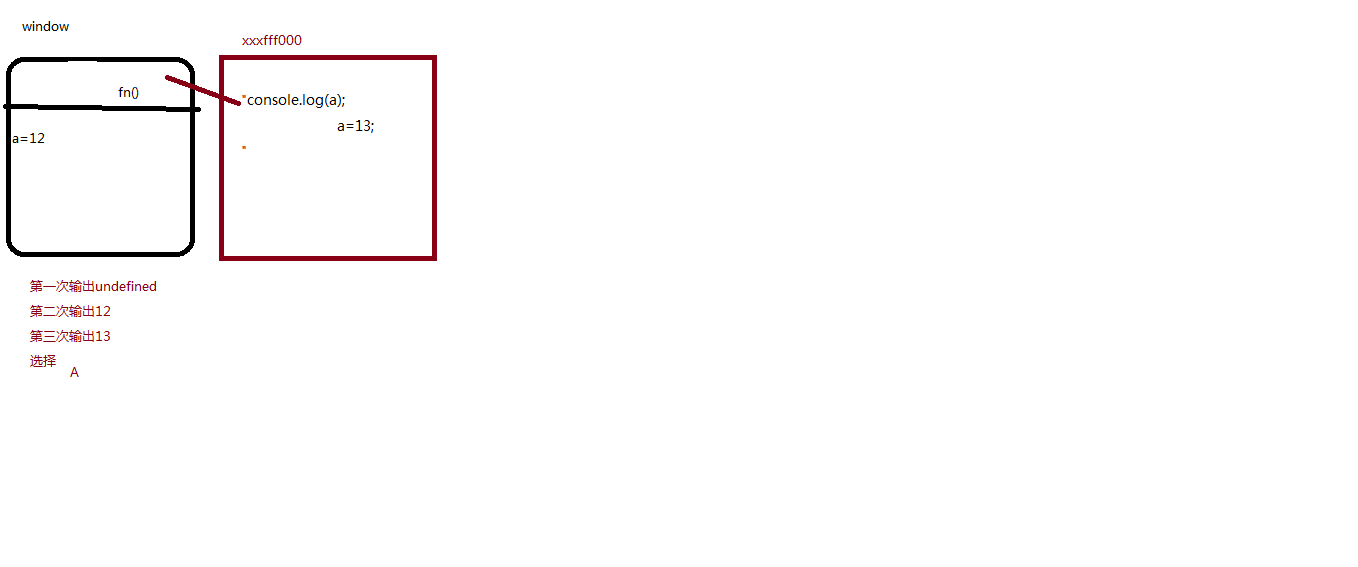 window
xxxfff000
fn()
console.log(a);
a=13;
a=12
第一次输出undefined
第二次输出12
第三次输出13
选择
A